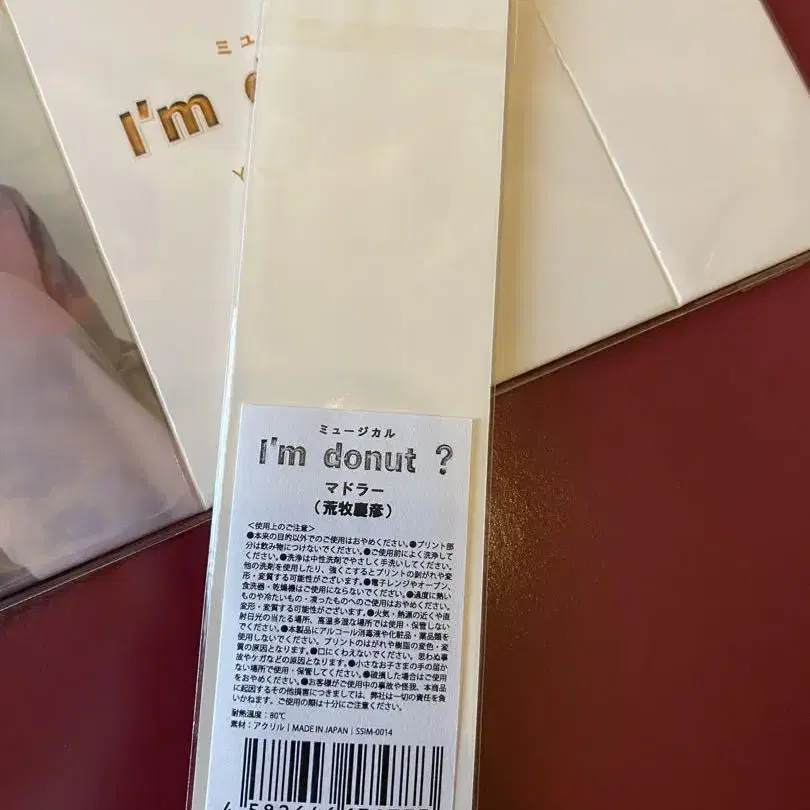 ミュ
I'm
ミュージカル
I'm donut ?
マドラー
(荒牧慶彦)
<使用上のご注意>
●本来の目的以外でのご使用はおやめください。●プリント部
分は飲み物につけないでください。●ご使用前によく洗浄して
ください。●洗浄は中性洗剤でやさしく手洗いしてください。
他の洗剤を使用したり、強くこするとプリントの剥がれや変
形・変質する可能性がございます。●電子レンジやオーブン、
食洗器・乾燥機はご使用にならないでください。●過度に熱い
ものや冷たいもの・凍ったものへのご使用はおやめください。
変形・変質する可能性がございます。●火気・熱源の近くや直
射日光の当たる場所、高温多湿な場所では使用・保管しない
でください。●本製品にアルコール消毒液や化粧品・薬品類を
使用しないでください。プリントのはがれや樹脂の変色・変
質の原因となります。●口にくわえないでください。思わぬ事
故やケガなどの原因となります。●小さなお子さまの手の届か
ない場所で使用・保管してください。●破損した場合はご使用
をおやめください。●お客様がご使用中の事故や怪我、本商品
に起因するその他損害につきましては、弊社は一切の責任を負
いかねます。ご使用の際は十分にご注意ください。
耐熱温度：80℃
素材：アクリル | MADE IN JAPAN | SSIM-0014